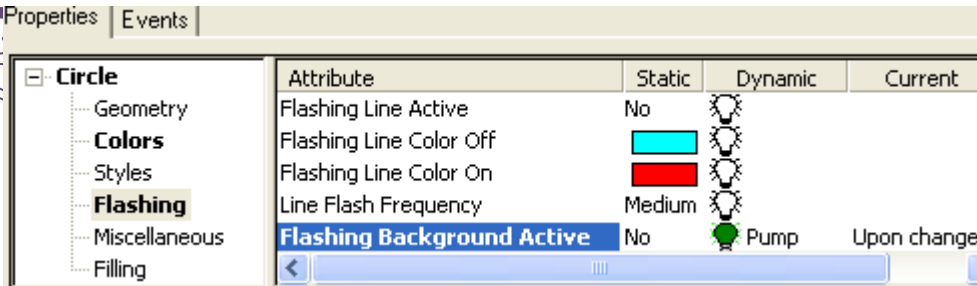 Properties Events
Circle
Geometry
Colors
Styles
Flashing
Miscellaneous
Filling
Attribute Static Dynamic Current
Flashing Line Active No
Flashing Line Color Off
Flashing Line Color On
Line Flash Frequency Medium
Flashing Background Active No Pump Upon change